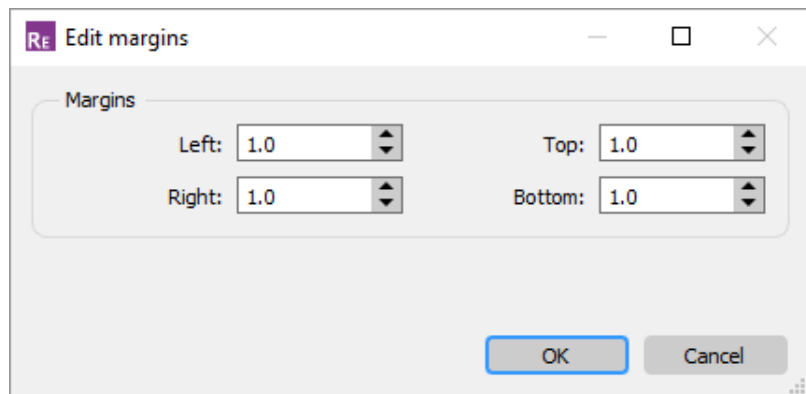 RE Edit margins
Margins
Left: 1.0 Top: 1.0
Right: 1.0 Bottom: 1.0
OK Cancel